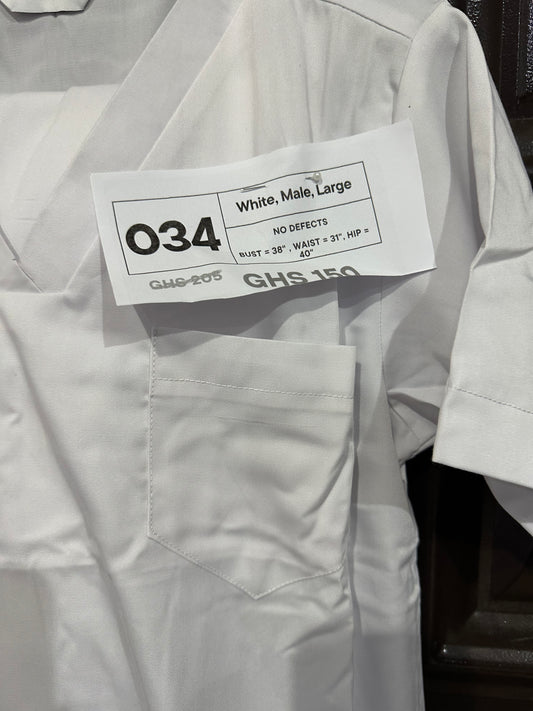 034
White, Male, Large
NO DEFECTS
BUST = 38" , WAIST = 31", HIP =
40"
GHS 205 GHS 150